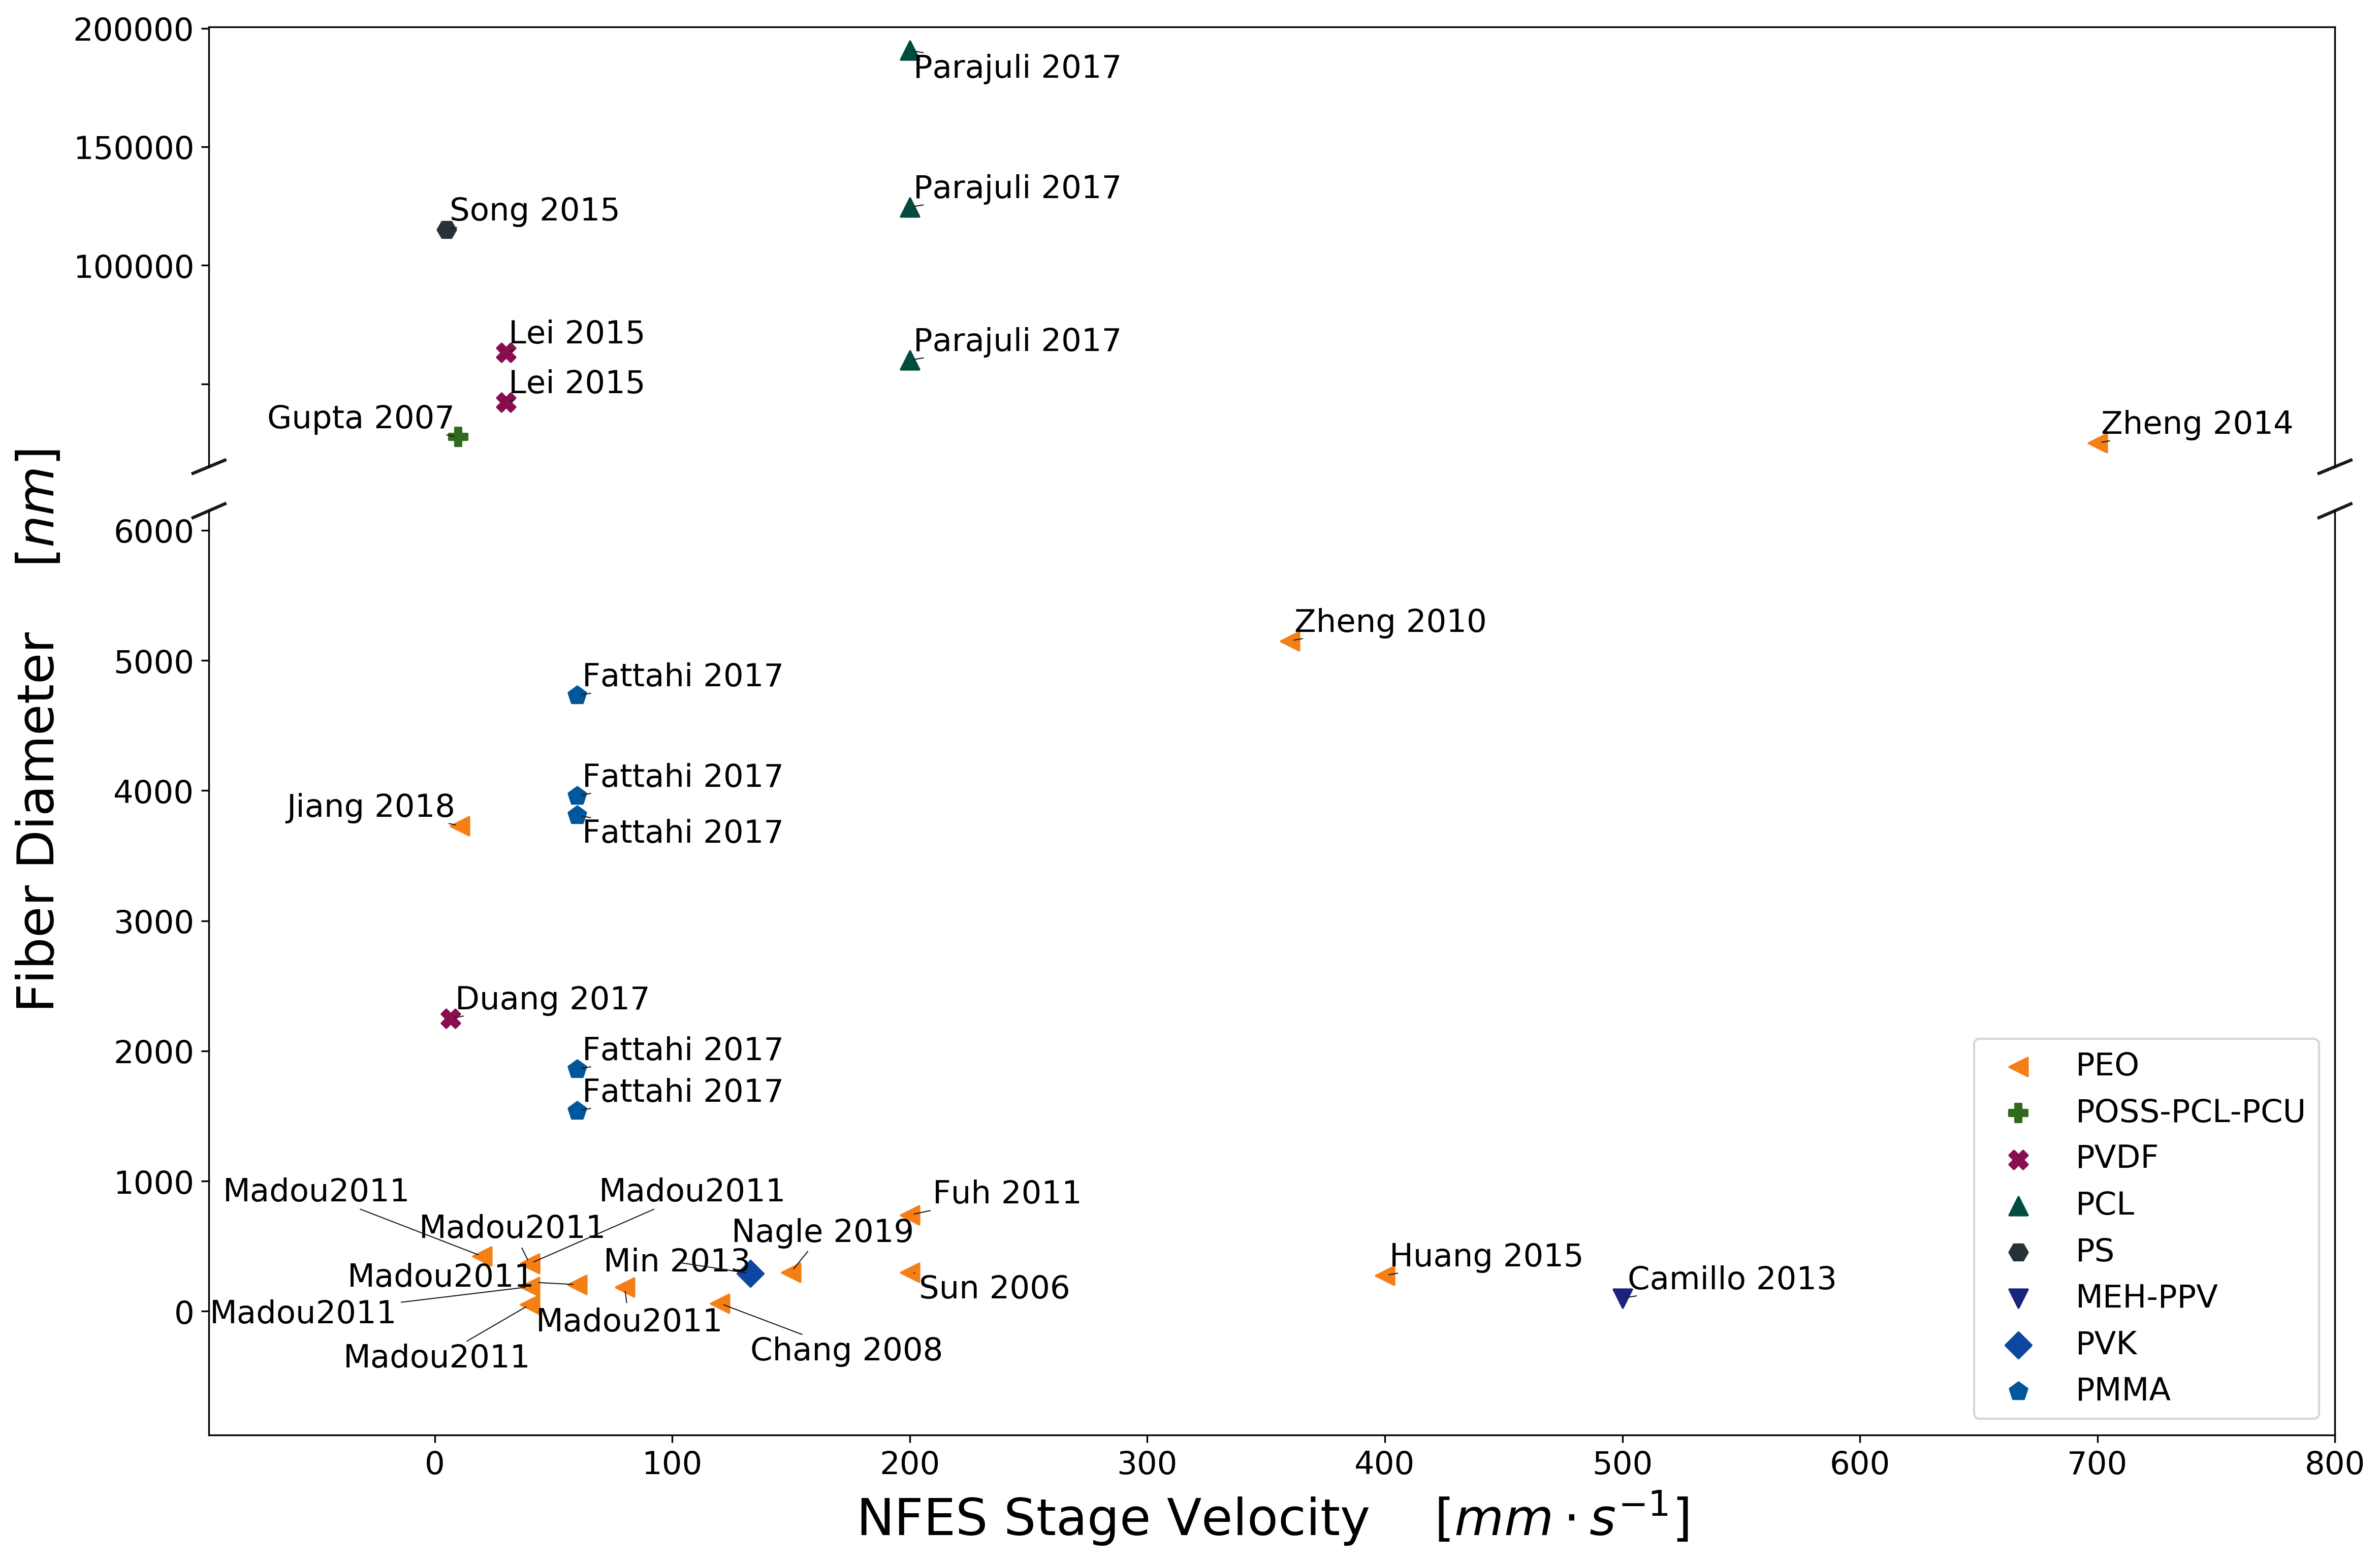 200000
Parajuli 2017
150000
Parajuli 2017
Song 2015
100000
Lei 2015
Parajuli 2017
Lei 2015
Gupta 2007
Zheng 2014
Fiber Diameter [nm]
6000
Zheng 2010
5000
Fattahi 2017
Fattahi 2017
4000
Jiang 2018
Fattahi 2017
3000
Duang 2017
2000
Fattahi 2017
Fattahi 2017
1000
Madou2011
Madou2011
Fuh 2011
Madou2011
Nagle 2019
Min 2013
Huang 2015
Madou2011
Sun 2006
Camillo 2013
0
Madou2011
Madou2011
Chang 2008
Madou2011
PEO
POSS-PCL-PCU
PVDF
PCL
PS
MEH-PPV
PVK
PMMA
0 100 200 300 400 500 600 700 800
NFES Stage Velocity [mm · s⁻¹]